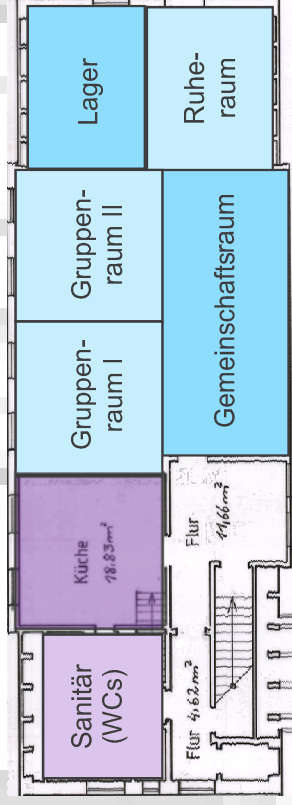 Lager
Ruhe-
raum
Gruppen-
raum II
Gemeinschaftsraum
Gruppen-
raum I
Küche
18.83m²
Flur
11,66m²
Sanitär
(WCs)
Flur 4,62m²